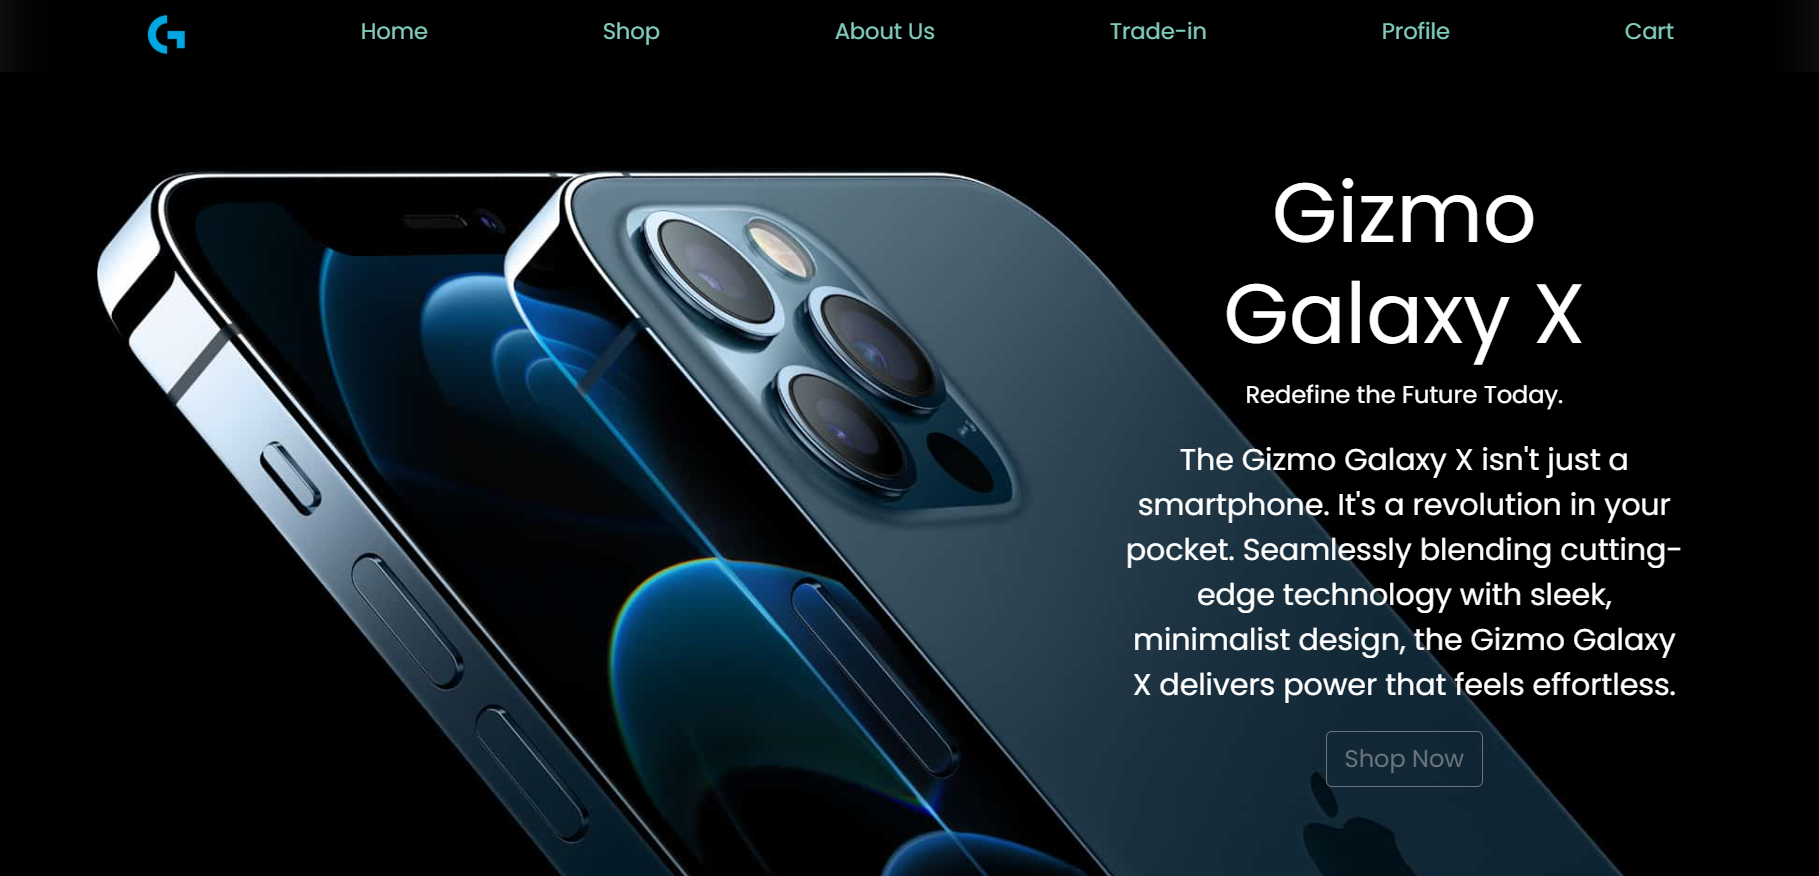 Home Shop About Us Trade-in Profile Cart
Gizmo
Galaxy X
Redefine the Future Today.
The Gizmo Galaxy X isn't just a
smartphone. It's a revolution in your
pocket. Seamlessly blending cutting-
edge technology with sleek,
minimalist design, the Gizmo Galaxy
X delivers power that feels effortless.
Shop Now